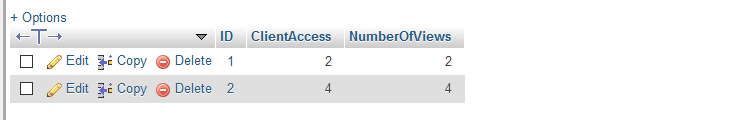 + Options
←T→ ▼ ID ClientAccess NumberOfViews
Edit Copy Delete 1 2 2
Edit Copy Delete 2 4 4